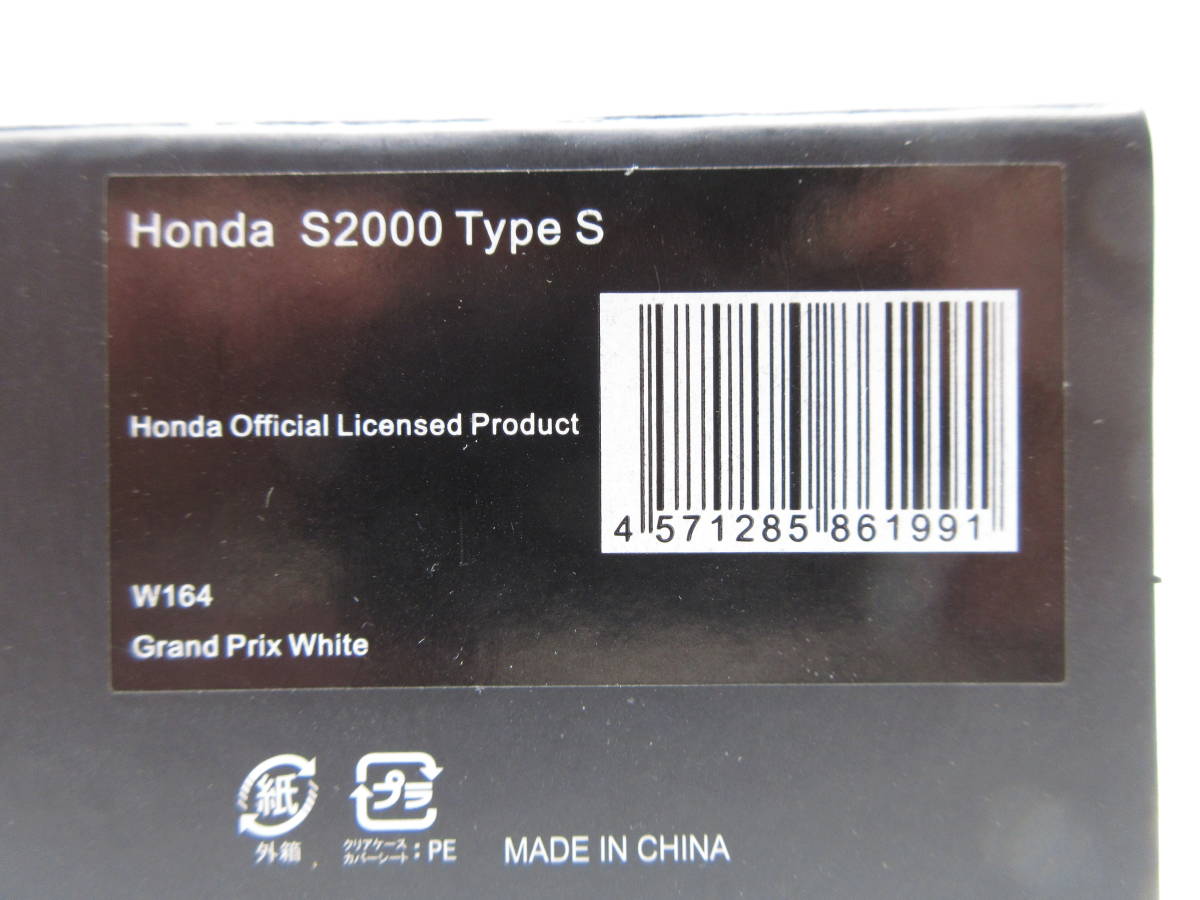 Honda S2000 Type S
Honda Official Licensed Product
4 571285 861991
W164
Grand Prix White
紙
プラ
外箱
クリアケース
カバーシート : PE
MADE IN CHINA